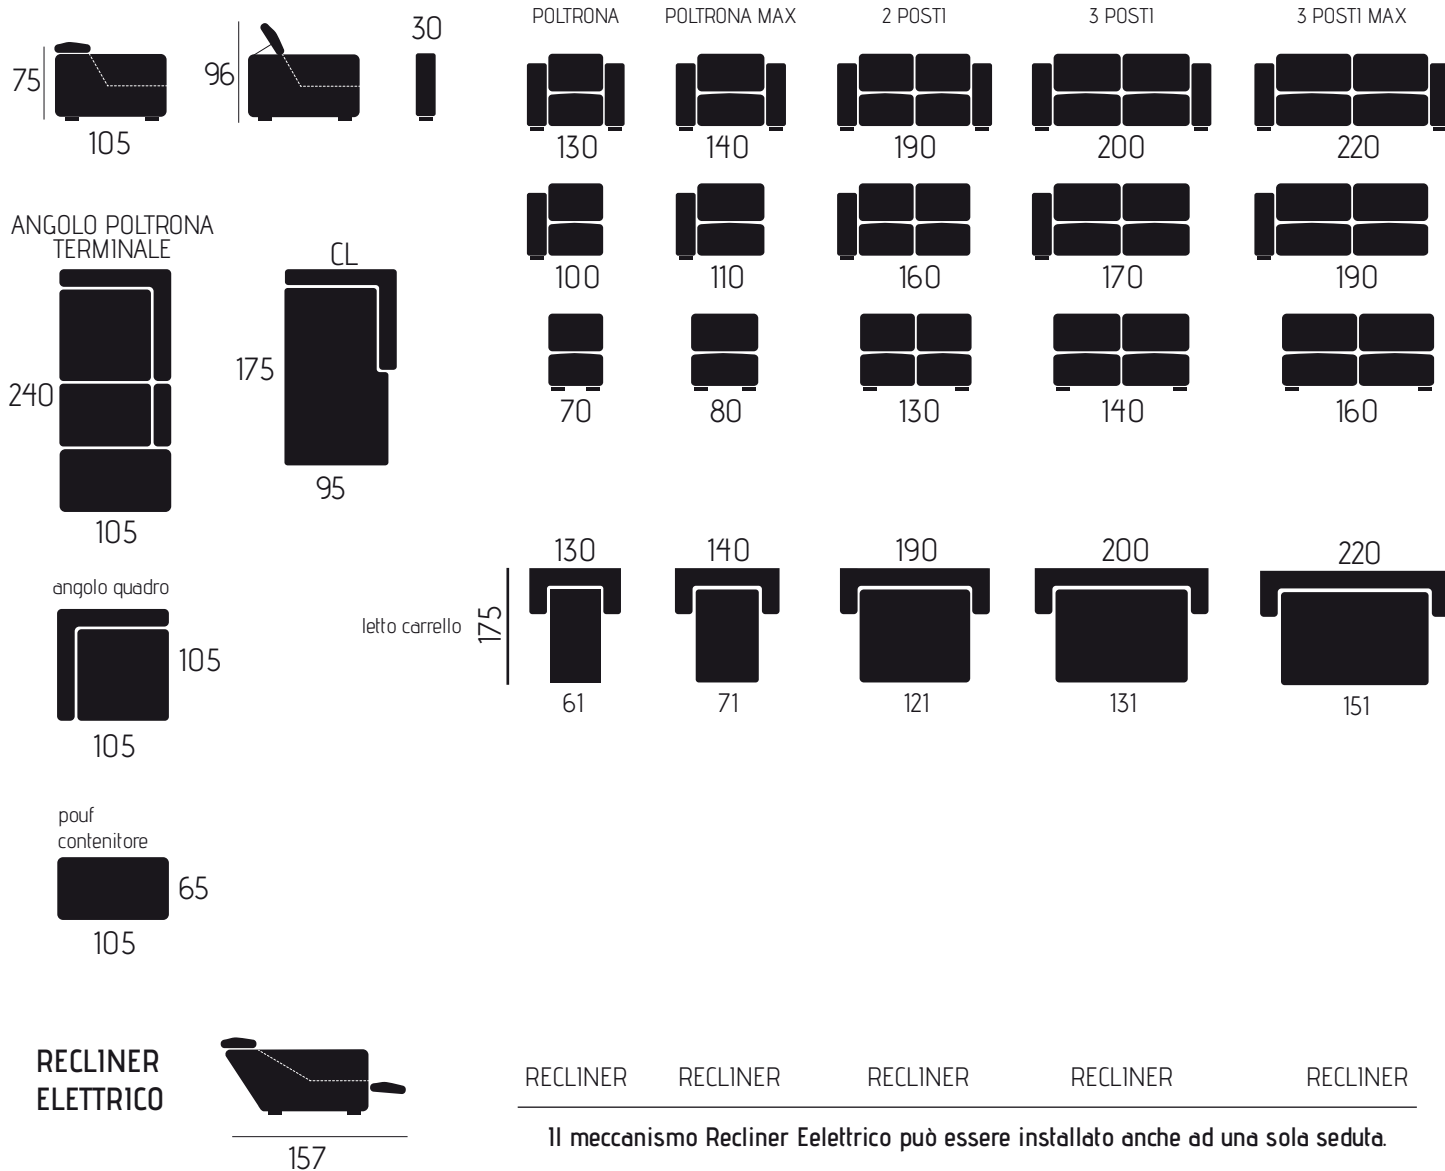 POLTRONA
POLTRONA MAX
2 POSTI
3 POSTI
3 POSTI MAX
75
105
96
30
130
140
190
200
220
100
110
160
170
190
70
80
130
140
160
ANGOLO POLTRONA
TERMINALE
240
105
CL
175
95
angolo quadro
105
105
pouf
contenitore
65
105
letto carrello
175
130
140
190
200
220
61
71
121
131
151
RECLINER
ELETTRICO
157
RECLINER
RECLINER
RECLINER
RECLINER
RECLINER
Il meccanismo Recliner Eelettrico può essere installato anche ad una sola seduta.